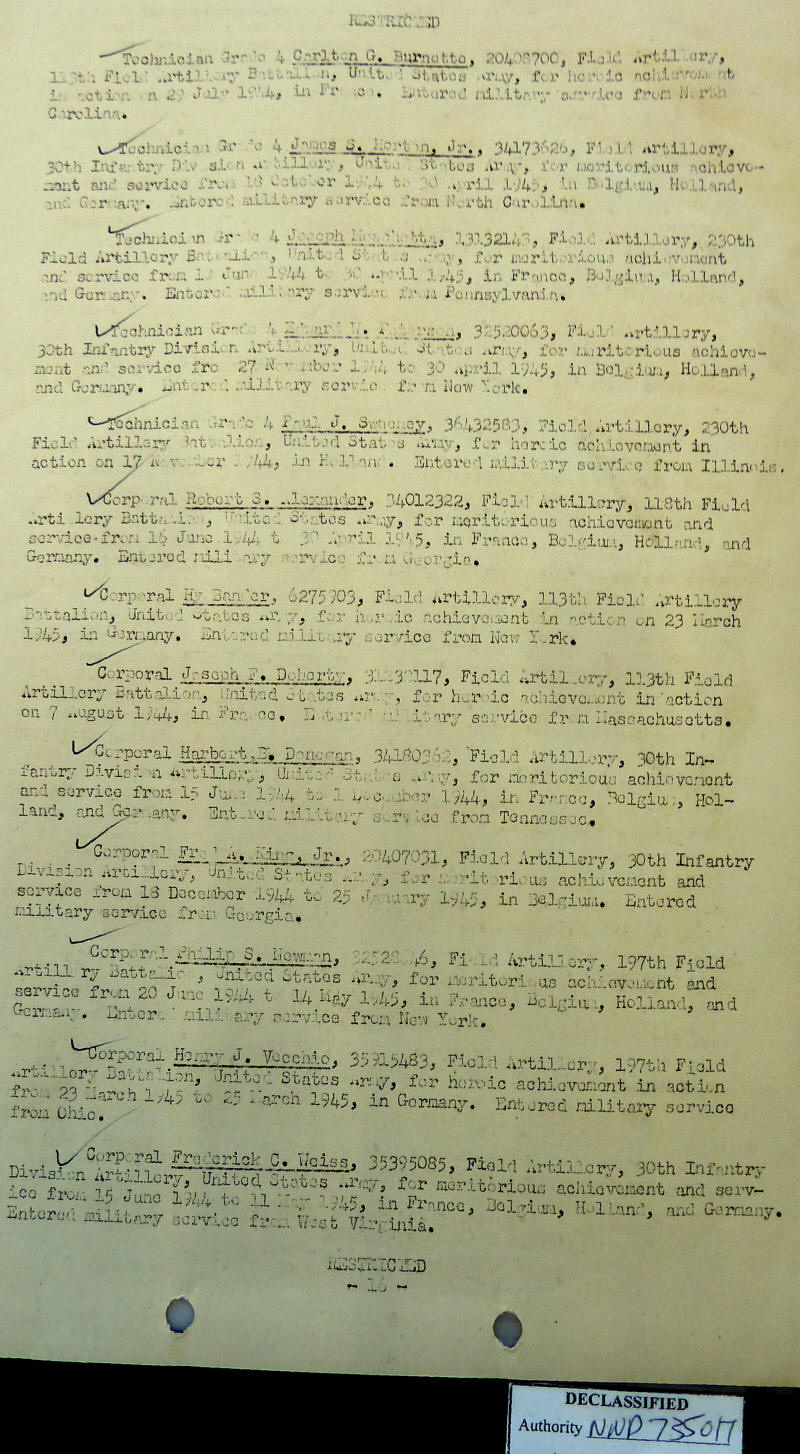 RESTRICTED
Technician Grade 4 Carlton G. Burnette, 20408700, Field Artillery,
Field Artillery Battalion, United States Army, for heroic achievement
in action on 29 July 1944, in France. Entered military service from North
Carolina.
Technician Grade 4 James S. Horton, Jr., 34173626, Field Artillery,
30th Infantry Division Artillery, United States Army, for meritorious achieve-
ment and service from 18 October 1944 to 30 April 1945, in Belgium, Holland,
and Germany. Entered military service from North Carolina.
Technician Grade 4 Joseph 13132143, Field Artillery, 230th
Field Artillery Battalion, United States Army, for meritorious achievement
and service from June 1944 to 30 April 1945, in France, Belgium, Holland,
and Germany. Entered military service from Pennsylvania.
Technician Grade 4 Edward 32520063, Field Artillery,
30th Infantry Division Artillery, United States Army, for meritorious achieve-
ment and service from 27 November 1944 to 30 April 1945, in Belgium, Holland,
and Germany. Entered military service from New York.
Technician Grade 4 Paul J. Sweeney, 36432583, Field Artillery, 230th
Field Artillery Battalion, United States Army, for heroic achievement in
action on 17 November 1944, in Holland. Entered military service from Illinois.
Corporal Robert S. Alexander, 34012322, Field Artillery, 118th Field
Artillery Battalion, United States Army, for meritorious achievement and
service from 15 June 1944 to 30 April 1945, in France, Belgium, Holland, and
Germany. Entered military service from Georgia.
Corporal Hy Bander, 6275903, Field Artillery, 113th Field Artillery
Battalion, United States Army, for heroic achievement in action on 23 March
1945, in Germany. Entered military service from New York.
Corporal Joseph F. Doherty, Field Artillery, 113th Field
Artillery Battalion, United States Army, for heroic achievement in action
on 7 August 1944, in France. Entered military service from Massachusetts.
Corporal Harbert Donegan, 34180362, Field Artillery, 30th In-
fantry Division Artillery, United States Army, for meritorious achievement
and service from 15 June 1944 to 1 December 1944, in France, Belgium, Hol-
land, and Germany. Entered military service from Tennessee.
Corporal Fred A. King, Jr., 20407031, Field Artillery, 30th Infantry
Division Artillery, United States Army, for meritorious achievement and
service from 18 December 1944 to 25 January 1945, in Belgium. Entered
military service from Georgia.
Corporal Philip S. Newman, Field Artillery, 197th Field
Artillery Battalion, United States Army, for meritorious achievement and
service from 20 June 1944 to 14 May 1945, in France, Belgium, Holland, and
Germany. Entered military service from New York.
Corporal Henry J. Vecchio, 35915483, Field Artillery, 197th Field
Artillery Battalion, United States Army, for heroic achievement in action
from 23 March 1945 to 25 March 1945, in Germany. Entered military service
from Ohio.
Corporal Frederick C. Weiss, 35395085, Field Artillery, 30th Infantry
Division Artillery, United States Army, for meritorious achievement and serv-
ice from 15 June 1944 to 11 May 1945, in France, Belgium, Holland, and Germany.
Entered military service from West Virginia.
RESTRICTED
- 16 -
DECLASSIFIED
Authority NND 735017